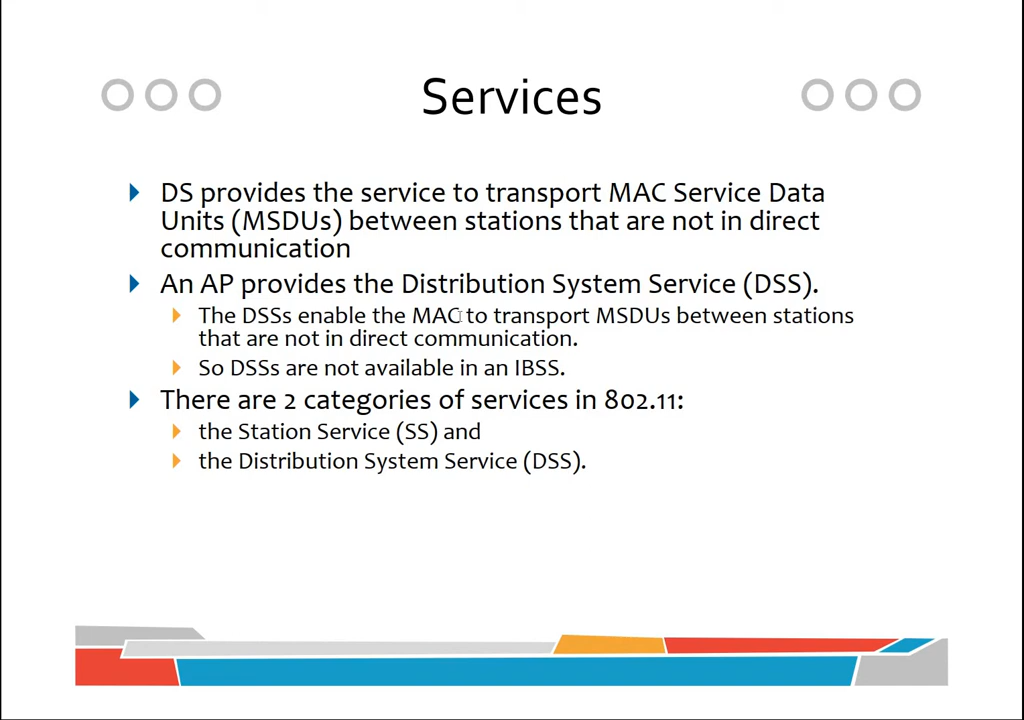 Services
DS provides the service to transport MAC Service Data
Units (MSDUs) between stations that are not in direct
communication
An AP provides the Distribution System Service (DSS).
The DSSs enable the MAC to transport MSDUs between stations
that are not in direct communication.
So DSSs are not available in an IBSS.
There are 2 categories of services in 802.11:
the Station Service (SS) and
the Distribution System Service (DSS).